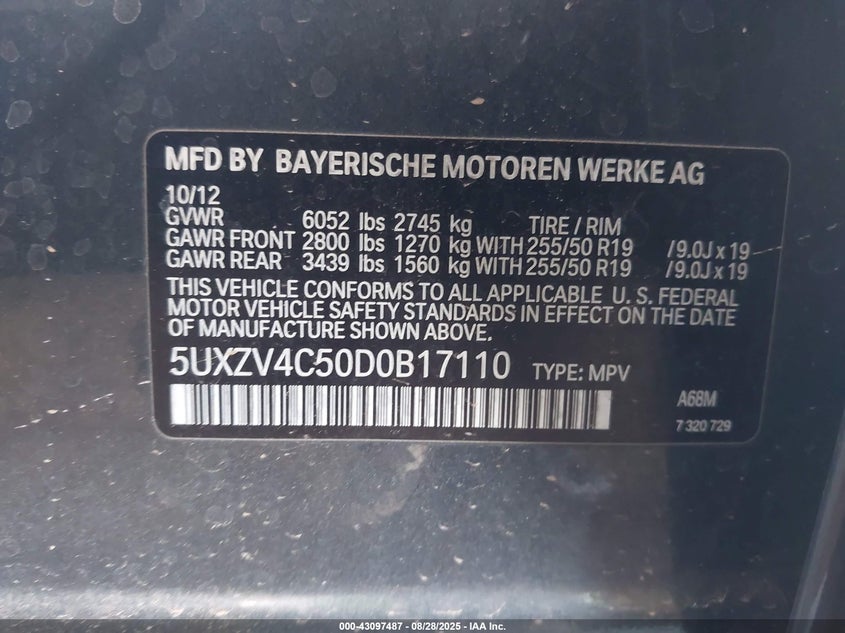 MFD BY BAYERISCHE MOTOREN WERKE AG
10/12
GVWR 6052 lbs 2745 kg TIRE / RIM
GAWR FRONT 2800 lbs 1270 kg WITH 255/50 R19 /9.0J x 19
GAWR REAR 3439 lbs 1560 kg WITH 255/50 R19 /9.0J x 19
THIS VEHICLE CONFORMS TO ALL APPLICABLE U. S. FEDERAL
MOTOR VEHICLE SAFETY STANDARDS IN EFFECT ON THE DATE
OF MANUFACTURE SHOWN ABOVE.
5UXZV4C50D0B17110 TYPE: MPV
A68M
7 320 729
000-43097487 — 08/28/2025 — IAA Inc.